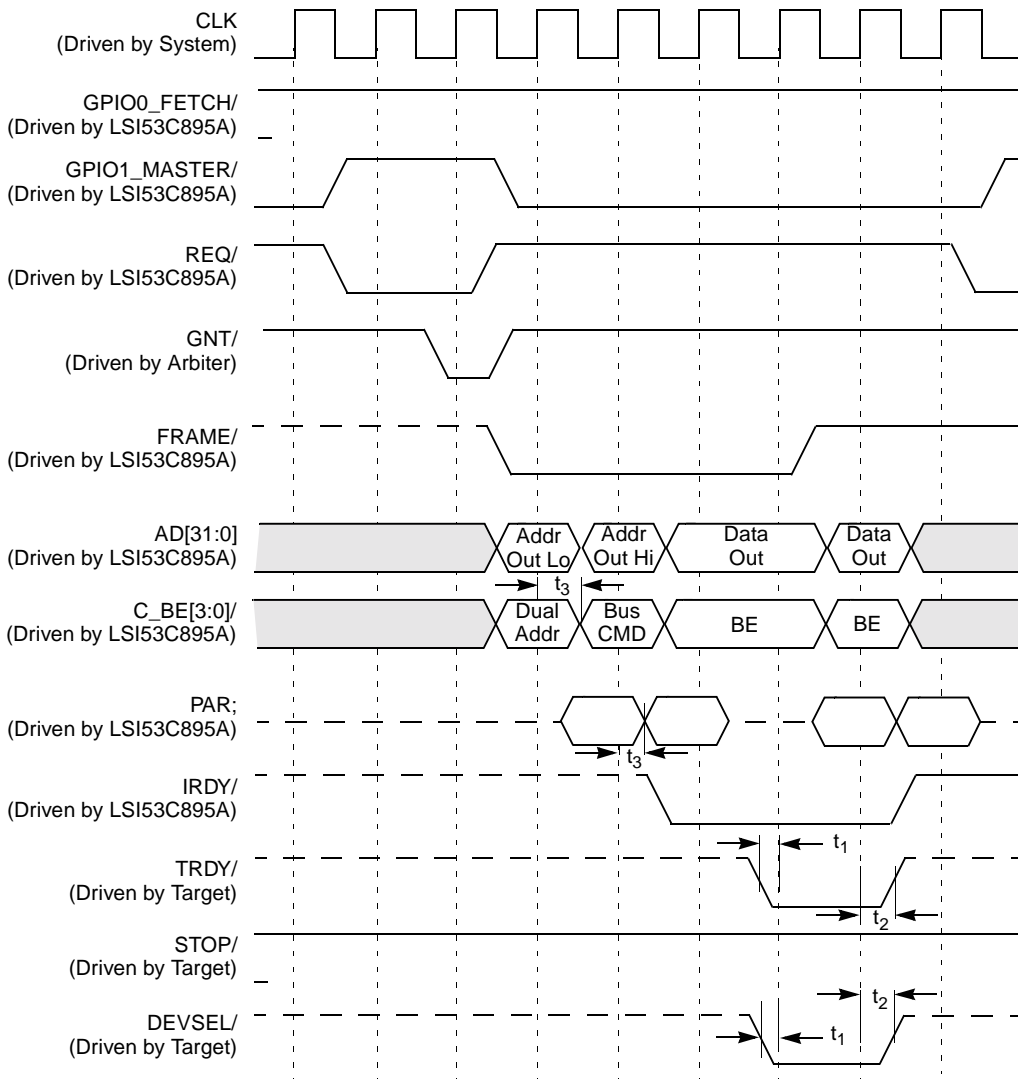 CLK
(Driven by System)
GPIO0_FETCH/
(Driven by LSI53C895A)
GPIO1_MASTER/
(Driven by LSI53C895A)
REQ/
(Driven by LSI53C895A)
GNT/
(Driven by Arbiter)
FRAME/
(Driven by LSI53C895A)
AD[31:0]
(Driven by LSI53C895A)
Addr Out Lo
Addr Out Hi
Data Out
Data Out
t3
C_BE[3:0]/
(Driven by LSI53C895A)
Dual Addr
Bus CMD
BE
BE
PAR;
(Driven by LSI53C895A)
t3
IRDY/
(Driven by LSI53C895A)
t1
TRDY/
(Driven by Target)
t2
STOP/
(Driven by Target)
t2
DEVSEL/
(Driven by Target)
t1